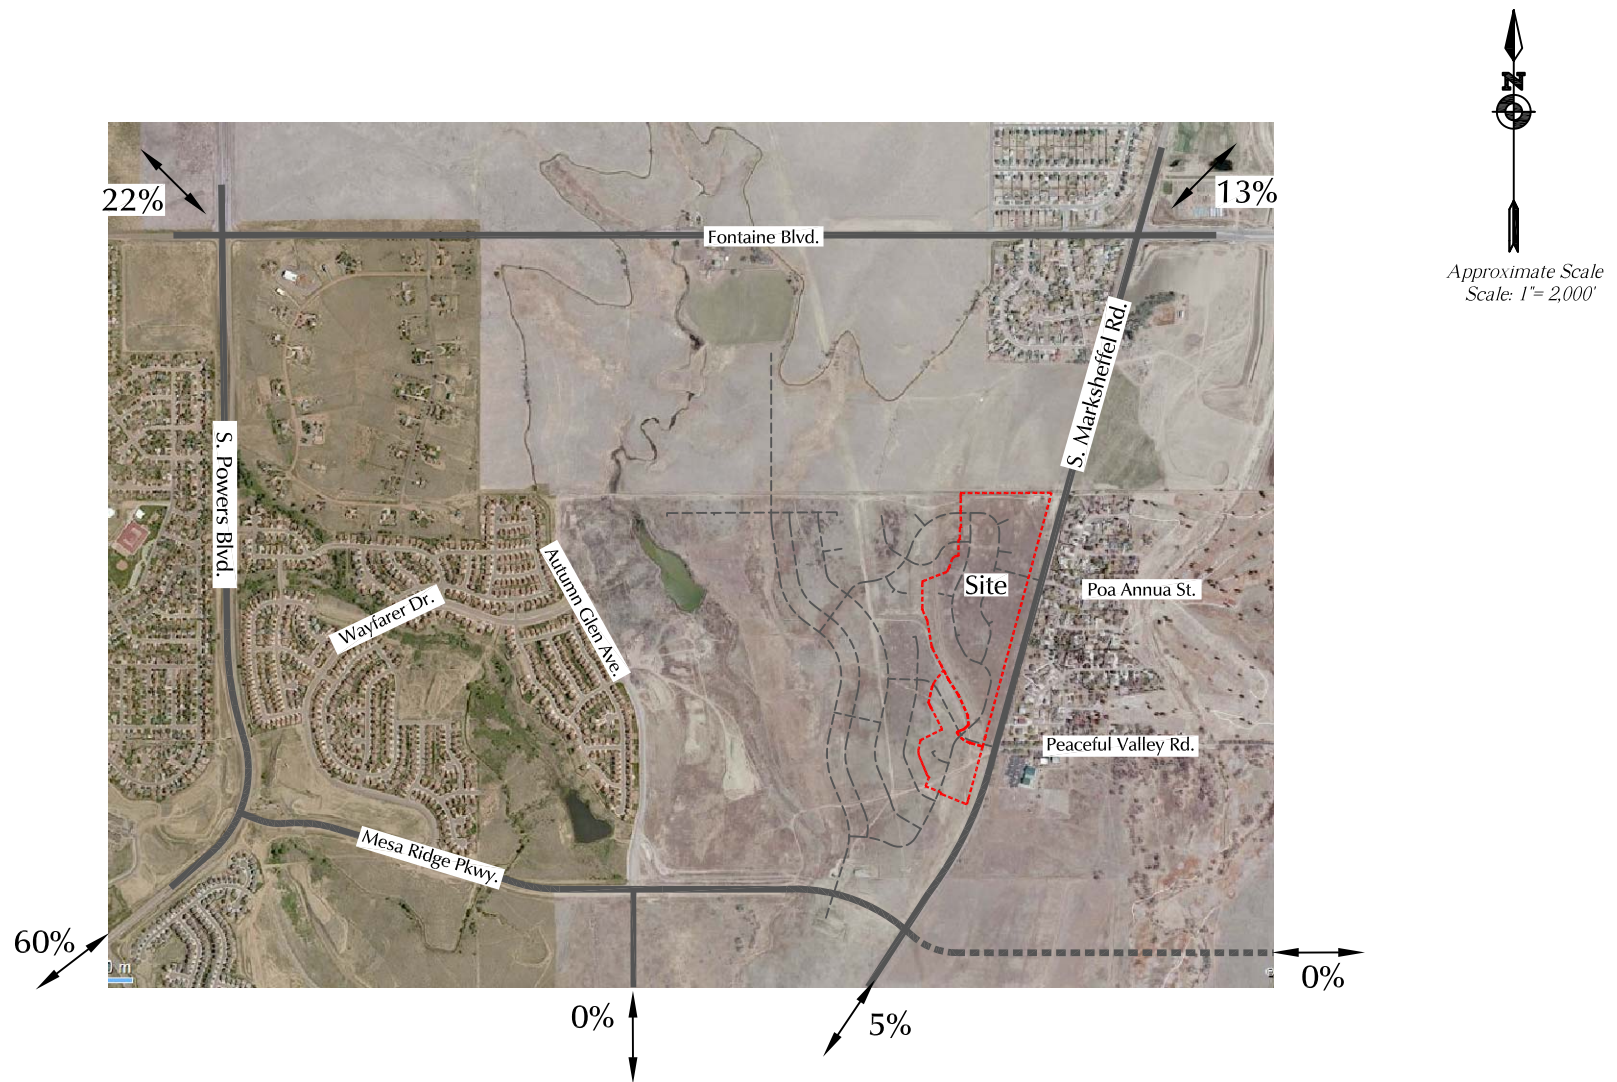 N
Approximate Scale
Scale: 1"= 2,000'
22%
13%
Fontaine Blvd.
S. Marksheffel Rd.
S. Powers Blvd.
Autumn Glen Ave.
Site
Poa Annua St.
Wayfarer Dr.
Peaceful Valley Rd.
Mesa Ridge Pkwy.
60%
m
0%
0%
5%